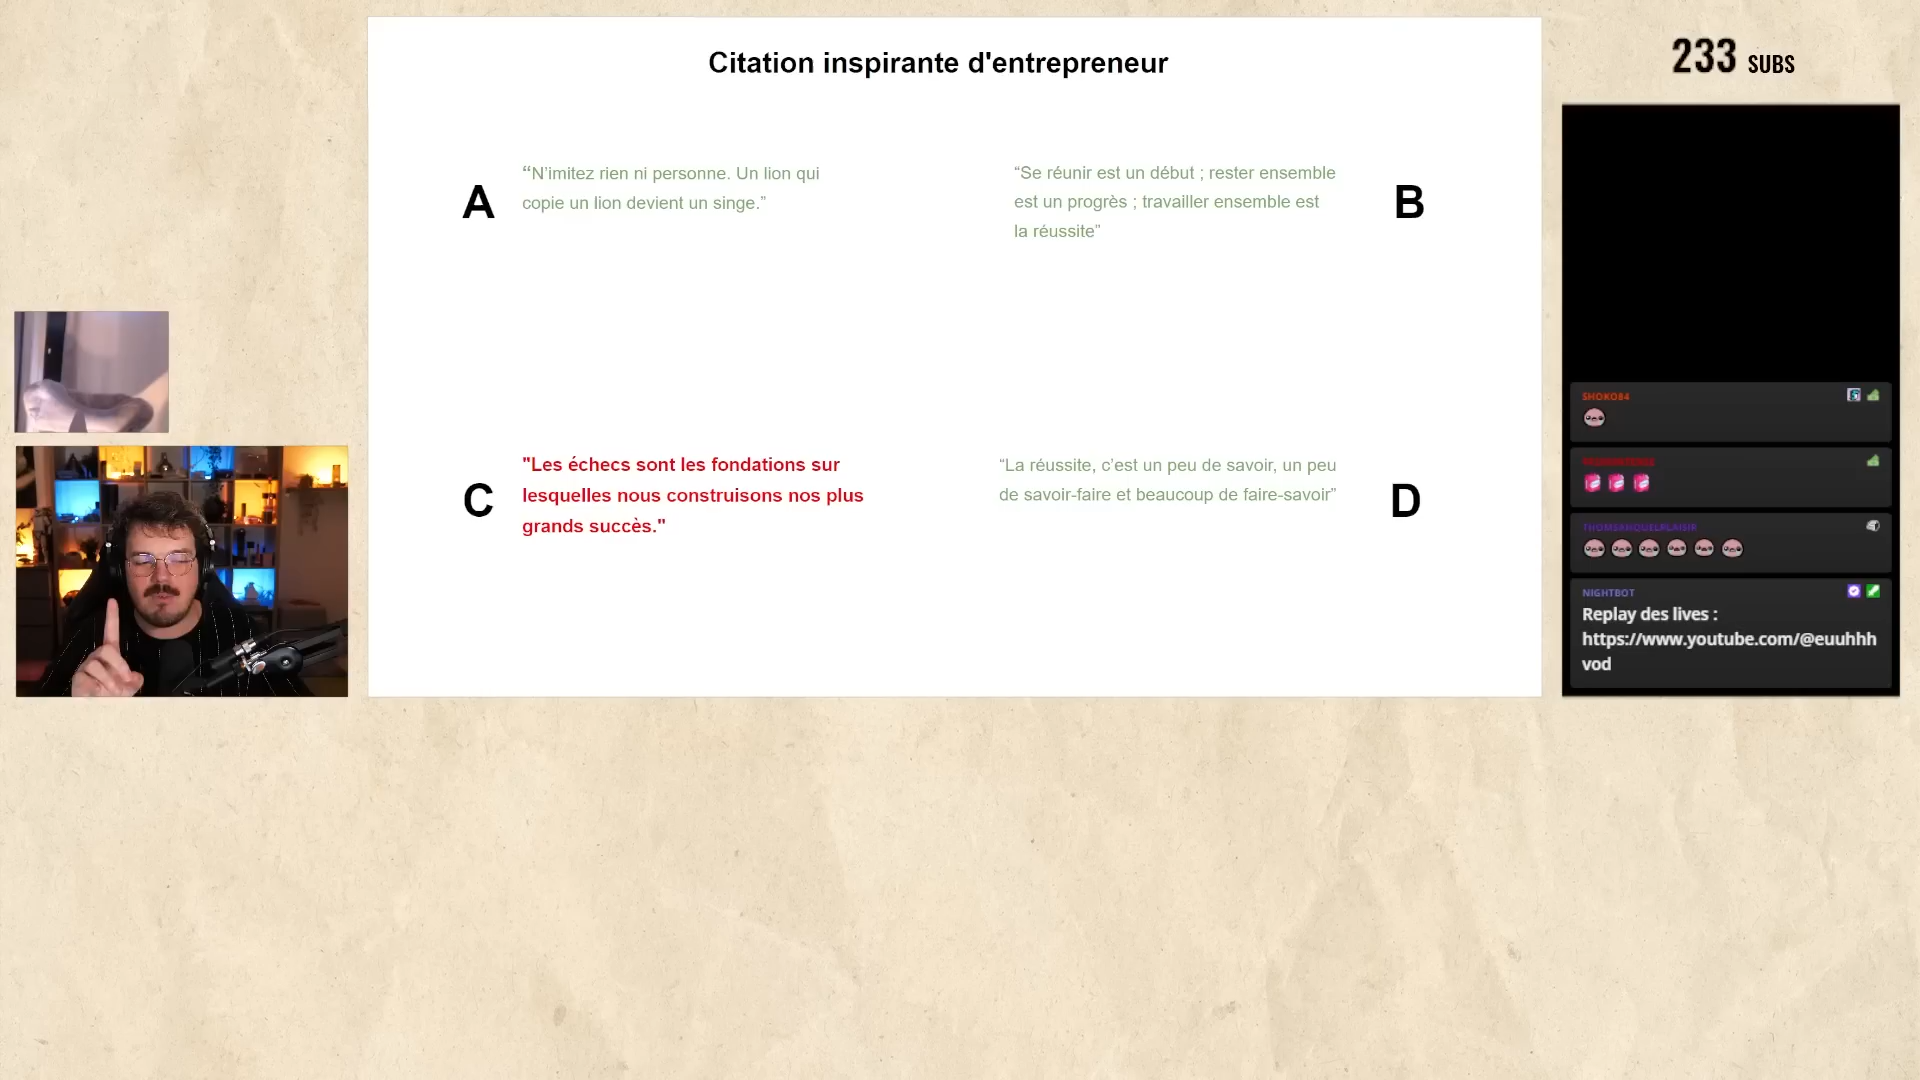 Citation inspirante d'entrepreneur
233 SUBS
A
“N’imitez rien ni personne. Un lion qui
copie un lion devient un singe.”
“Se réunir est un début ; rester ensemble
est un progrès ; travailler ensemble est
la réussite”
B
C
"Les échecs sont les fondations sur
lesquelles nous construisons nos plus
grands succès."
“La réussite, c’est un peu de savoir, un peu
de savoir-faire et beaucoup de faire-savoir”
D
SHOKO84
NIGHTBOT
Replay des lives :
https://www.youtube.com/@euuhhh
vod